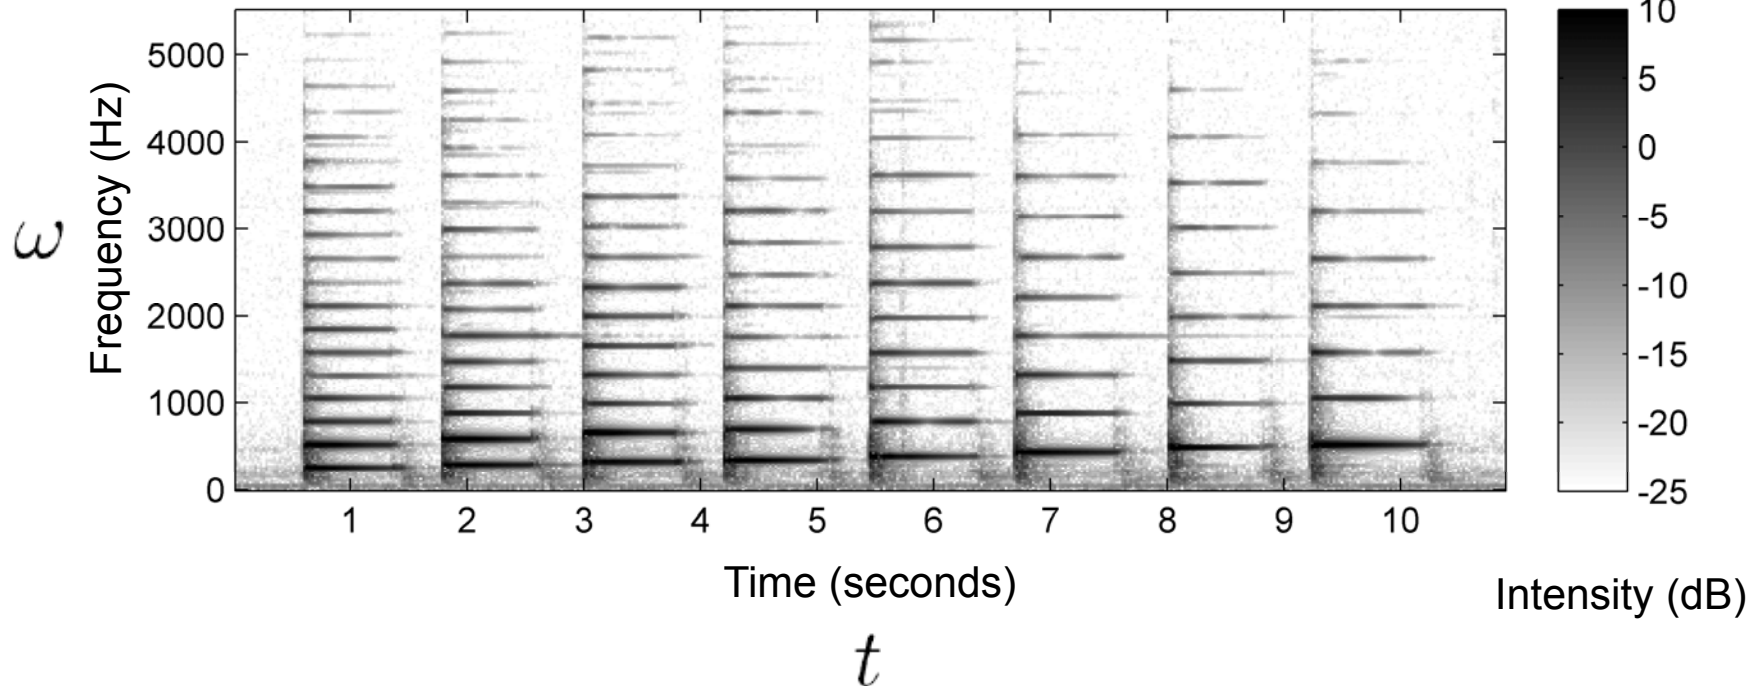 5000
4000
3000
2000
1000
0
ω
Frequency (Hz)
1 2 3 4 5 6 7 8 9 10
Time (seconds)
t
10
5
0
-5
-10
-15
-20
-25
Intensity (dB)